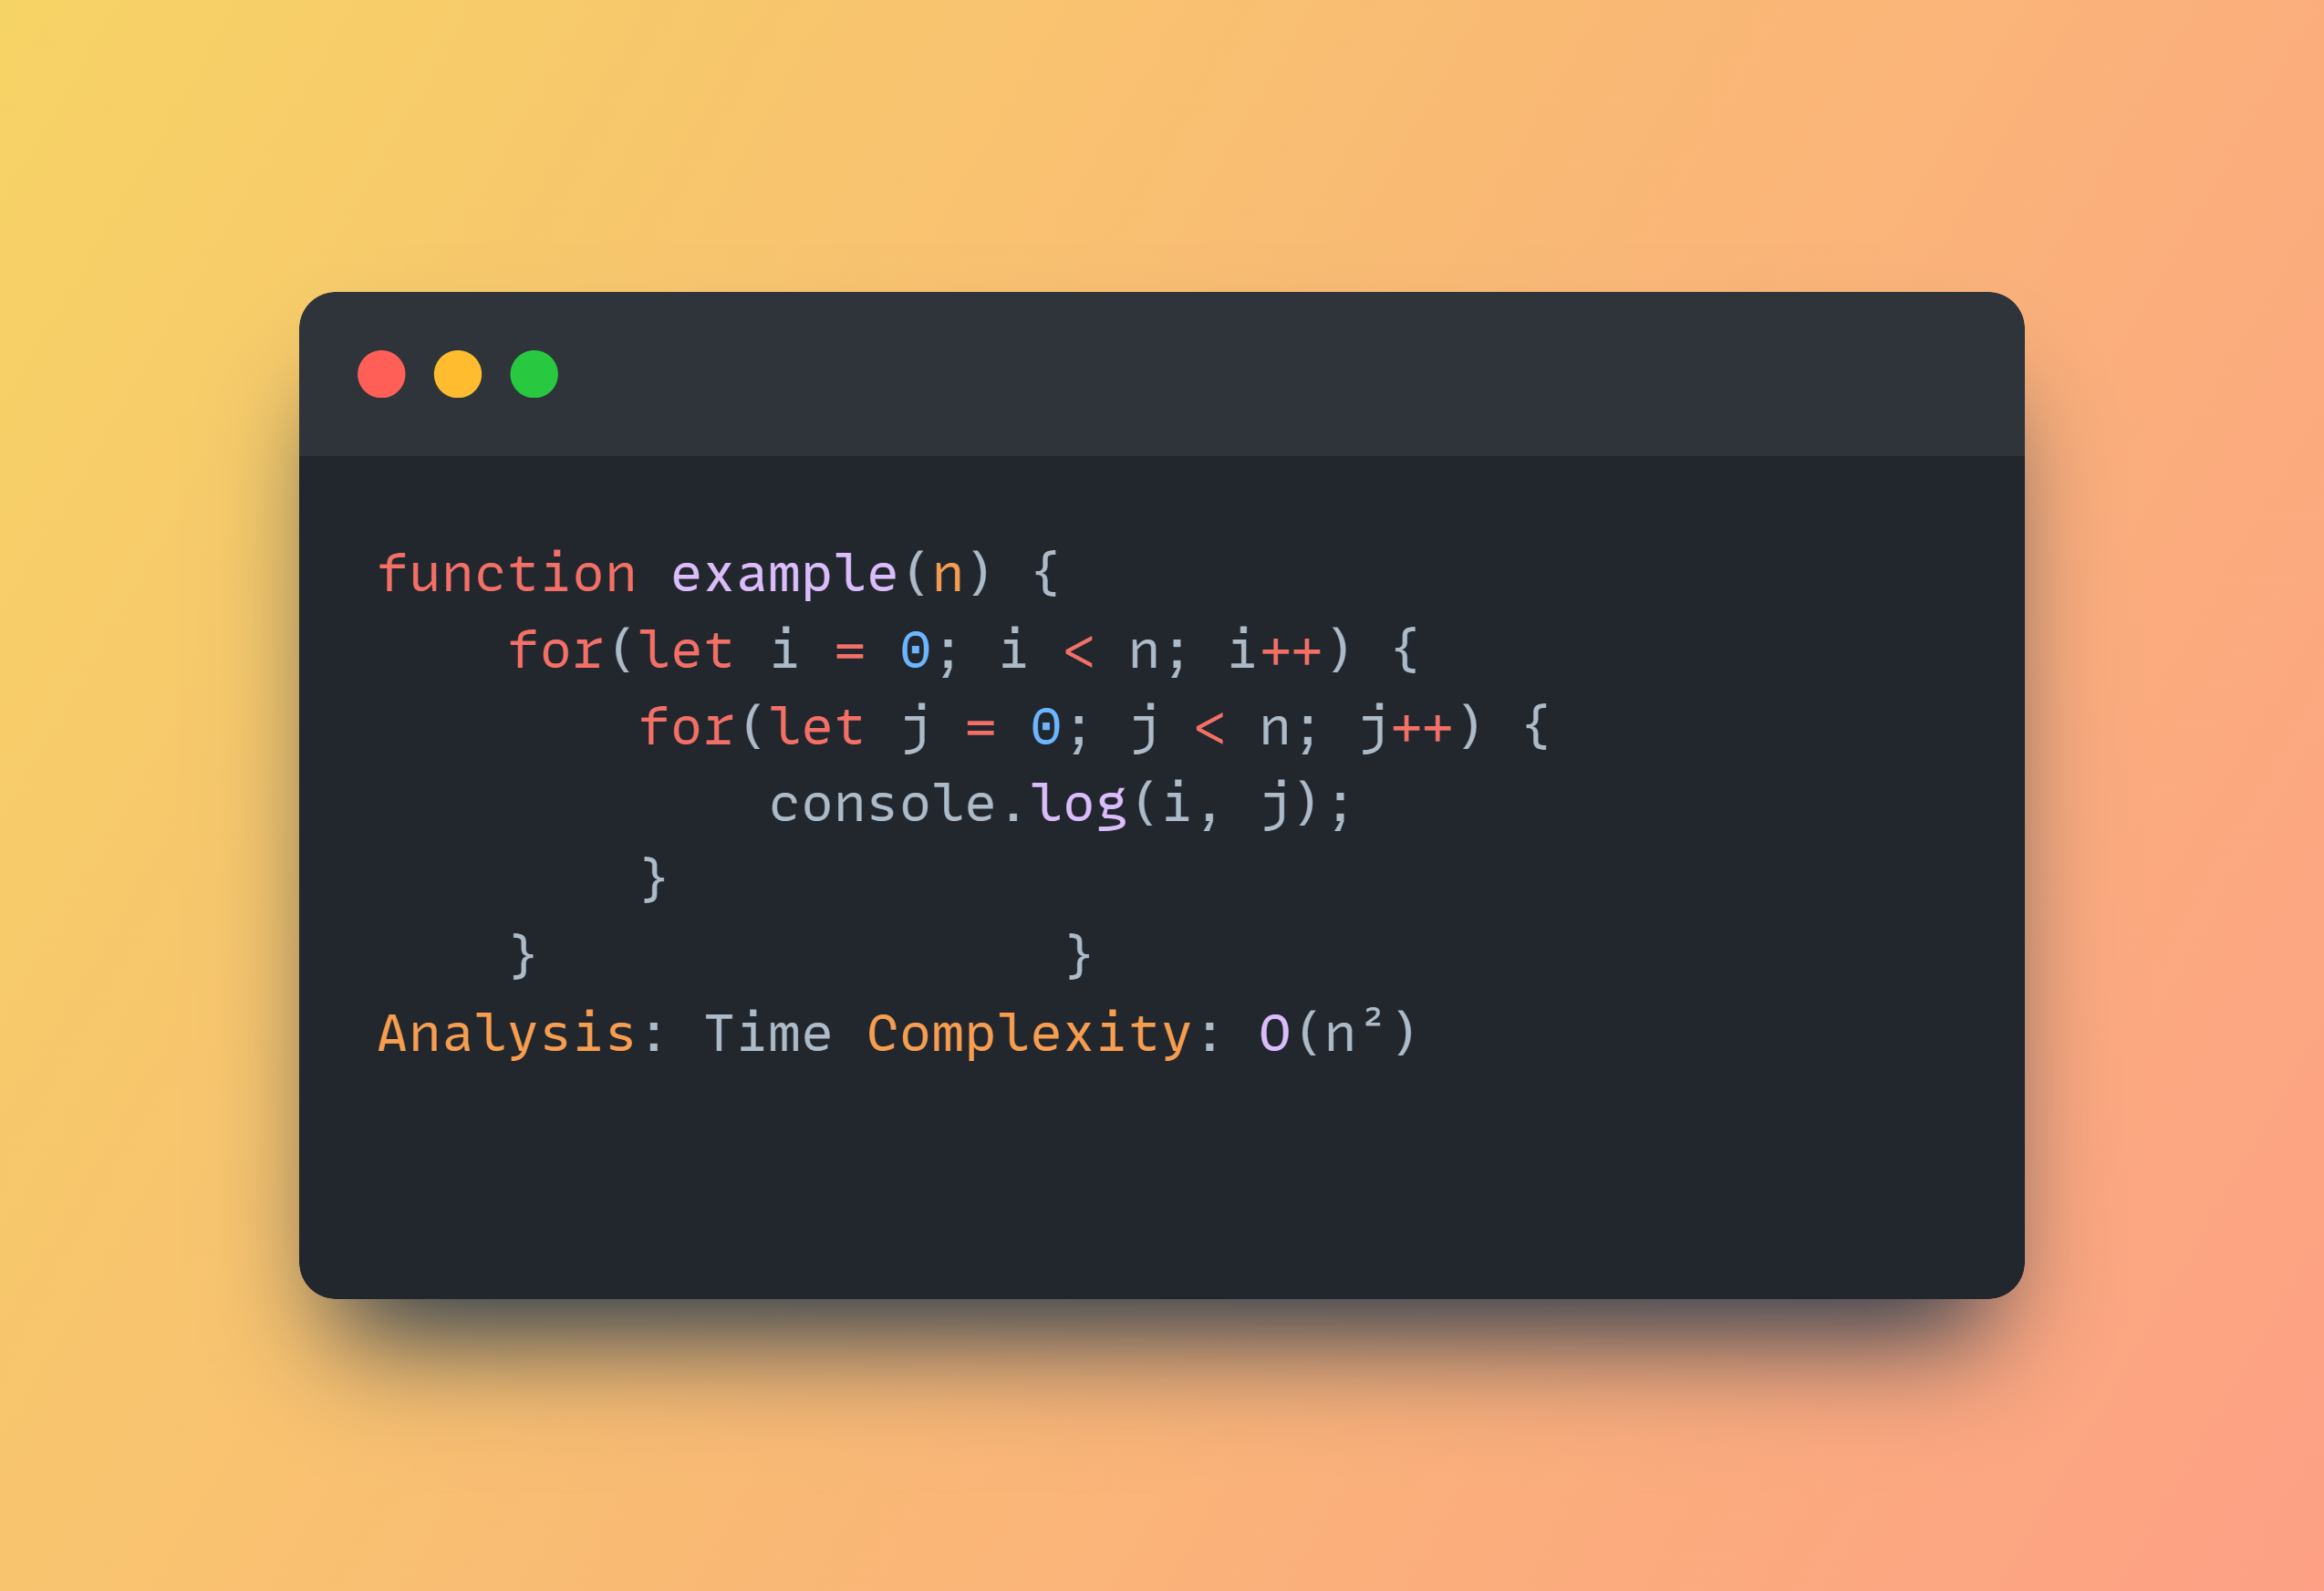 function example(n) {
    for(let i = 0; i < n; i++) {
        for(let j = 0; j < n; j++) {
            console.log(i, j);
        }
    }                }
Analysis: Time Complexity: O(n²)